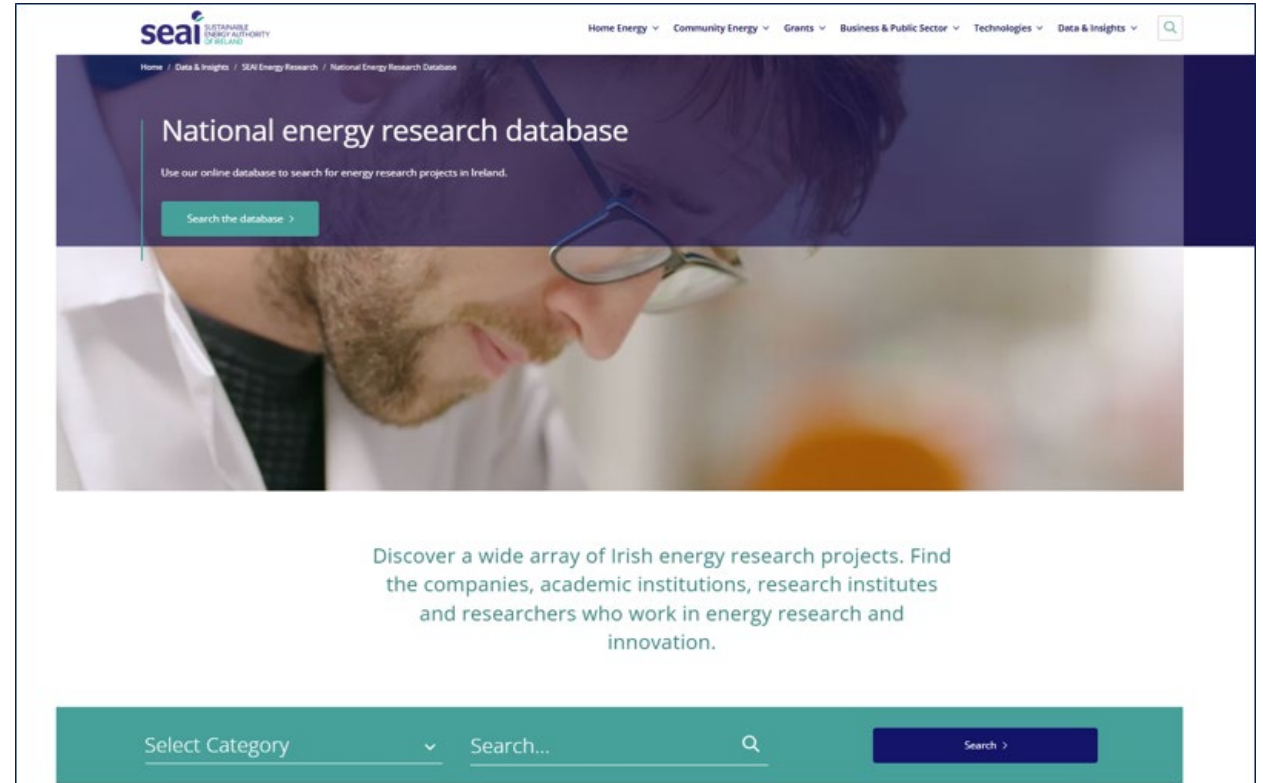 seai SUSTAINABLE
ENERGY AUTHORITY
OF IRELAND
Home Energy Community Energy Grants Business & Public Sector Technologies Data & Insights
Home / Data & Insights / SEAI Energy Research / National Energy Research Database
National energy research database
Use our online database to search for energy research projects in Ireland.
Search the database >
Discover a wide array of Irish energy research projects. Find
the companies, academic institutions, research institutes
and researchers who work in energy research and
innovation.
Select Category Search... Search >